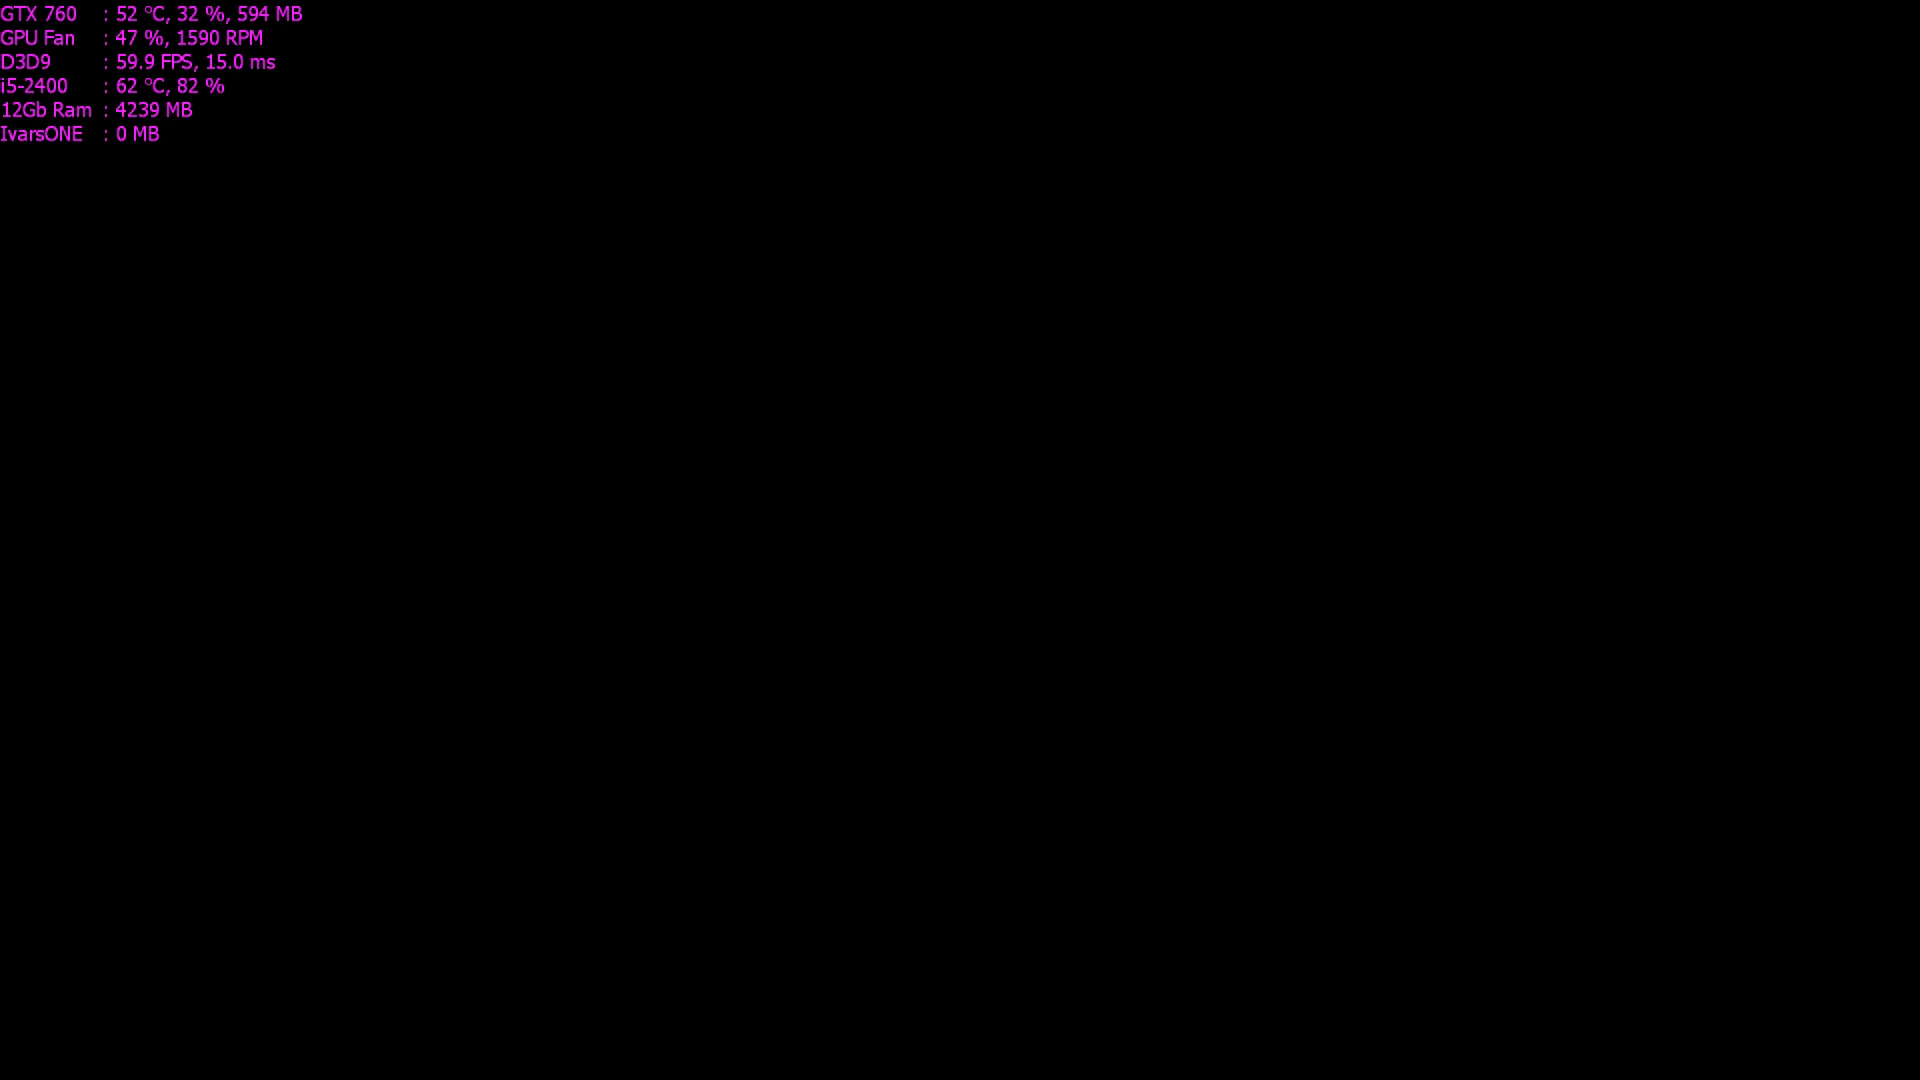 GTX 760 : 52 °C, 32 %, 594 MB
GPU Fan : 47 %, 1590 RPM
D3D9 : 59.9 FPS, 15.0 ms
i5-2400 : 62 °C, 82 %
12Gb Ram : 4239 MB
IvarsONE : 0 MB